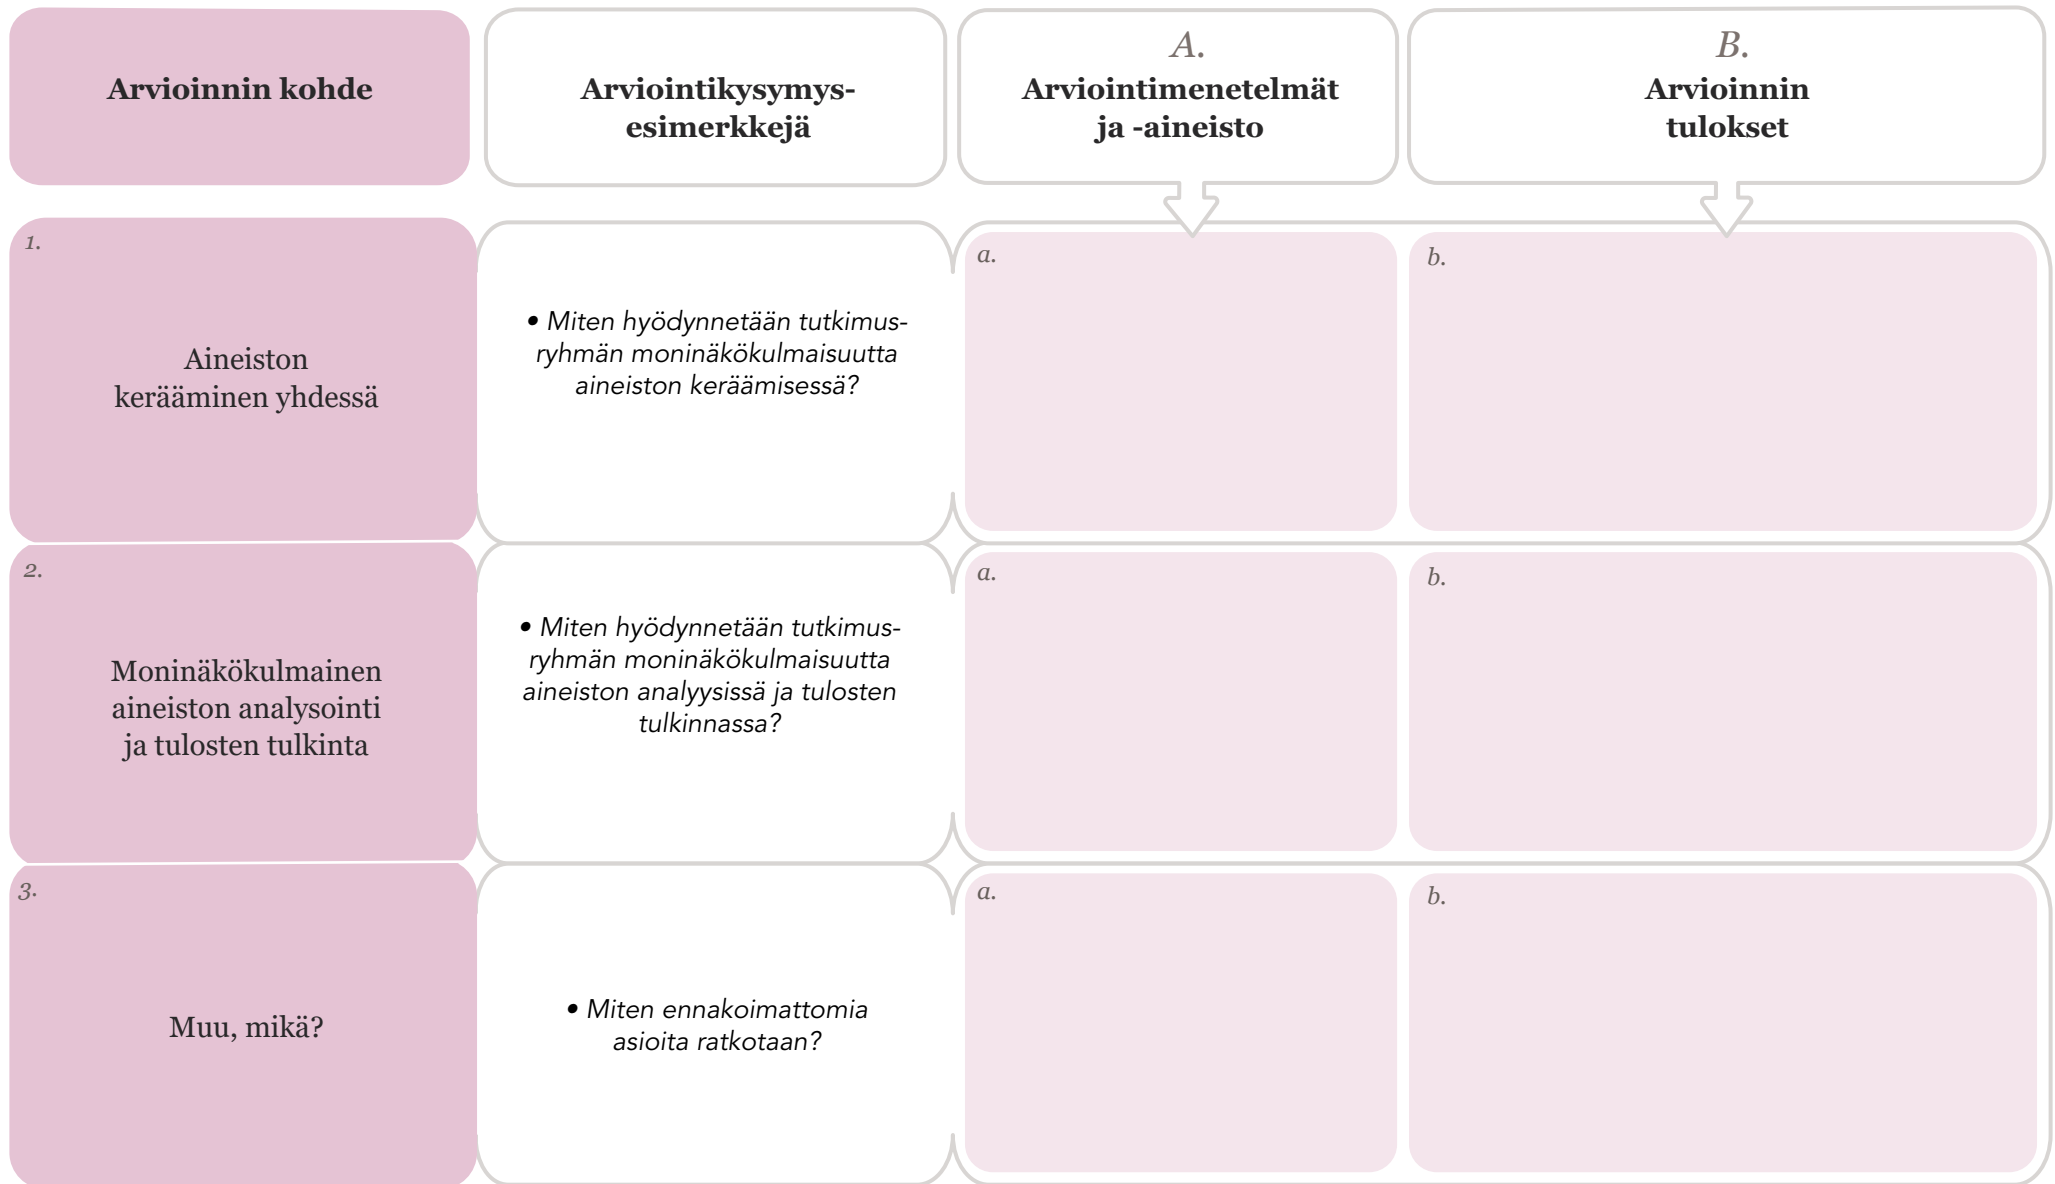 Arvioinnin kohde
Arviointikysymys-
esimerkkejä
A.
Arviointimenetelmät
ja -aineisto
B.
Arvioinnin
tulokset
1.
Aineiston
kerääminen yhdessä
• Miten hyödynnetään tutkimus-
ryhmän moninäkökulmaisuutta
aineiston keräämisessä?
a.
b.
2.
Moninäkökulmainen
aineiston analysointi
ja tulosten tulkinta
• Miten hyödynnetään tutkimus-
ryhmän moninäkökulmaisuutta
aineiston analyysissä ja tulosten
tulkinnassa?
a.
b.
3.
Muu, mikä?
• Miten ennakoimattomia
asioita ratkotaan?
a.
b.